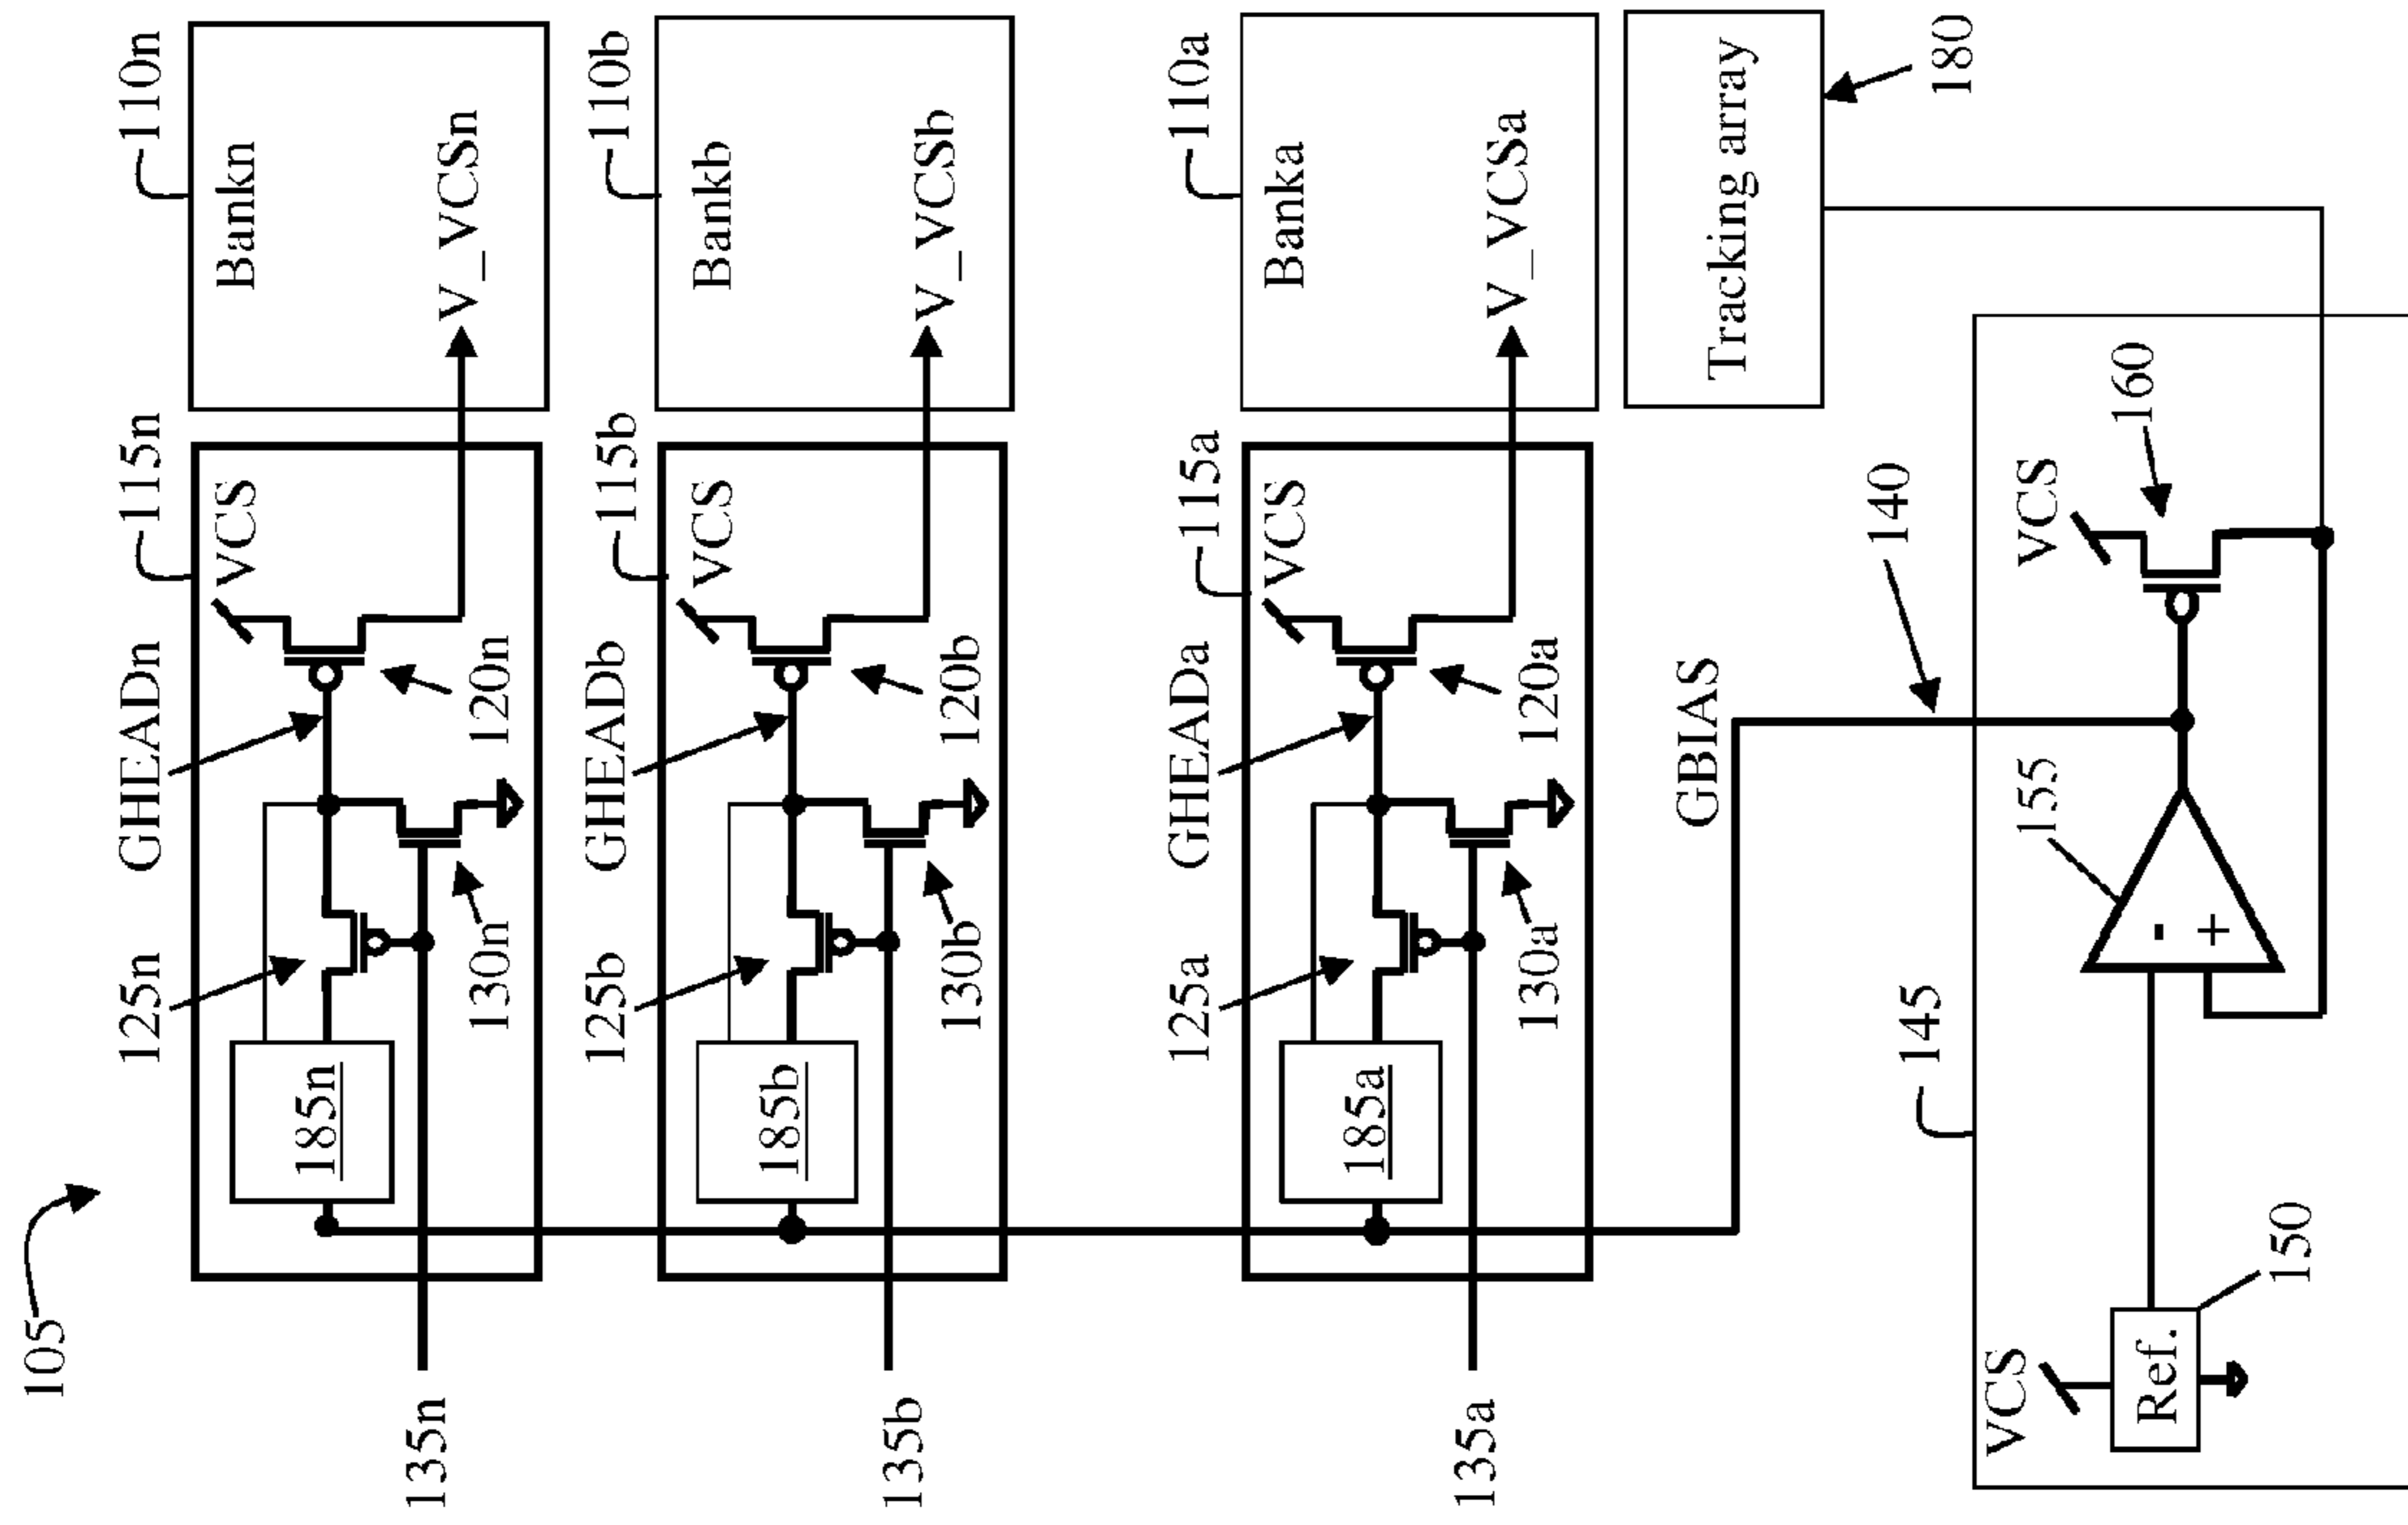 105
135n
125n
GHEADn
115n
110n
185n
130n
120n
VCS
Bankn
V_VCSn
135b
125b
GHEADb
115b
110b
185b
130b
120b
VCS
Bankb
V_VCSb
135a
125a
GHEADa
115a
110a
185a
130a
120a
VCS
Banka
V_VCSa
GBIAS
140
Tracking array
180
145
VCS
Ref.
150
155
-
+
VCS
160